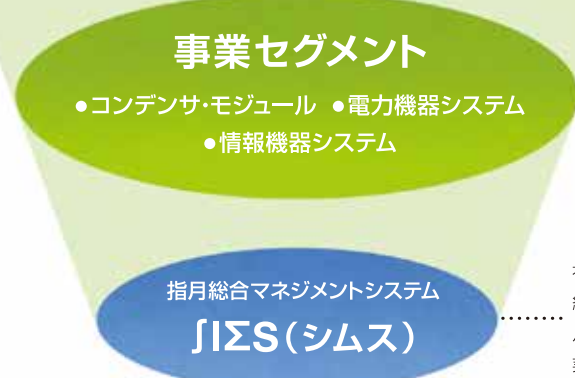 事業セグメント
●コンデンサ・モジュール ●電力機器システム
●情報機器システム
指月総合マネジメントシステム
∫IΣS(シムス)